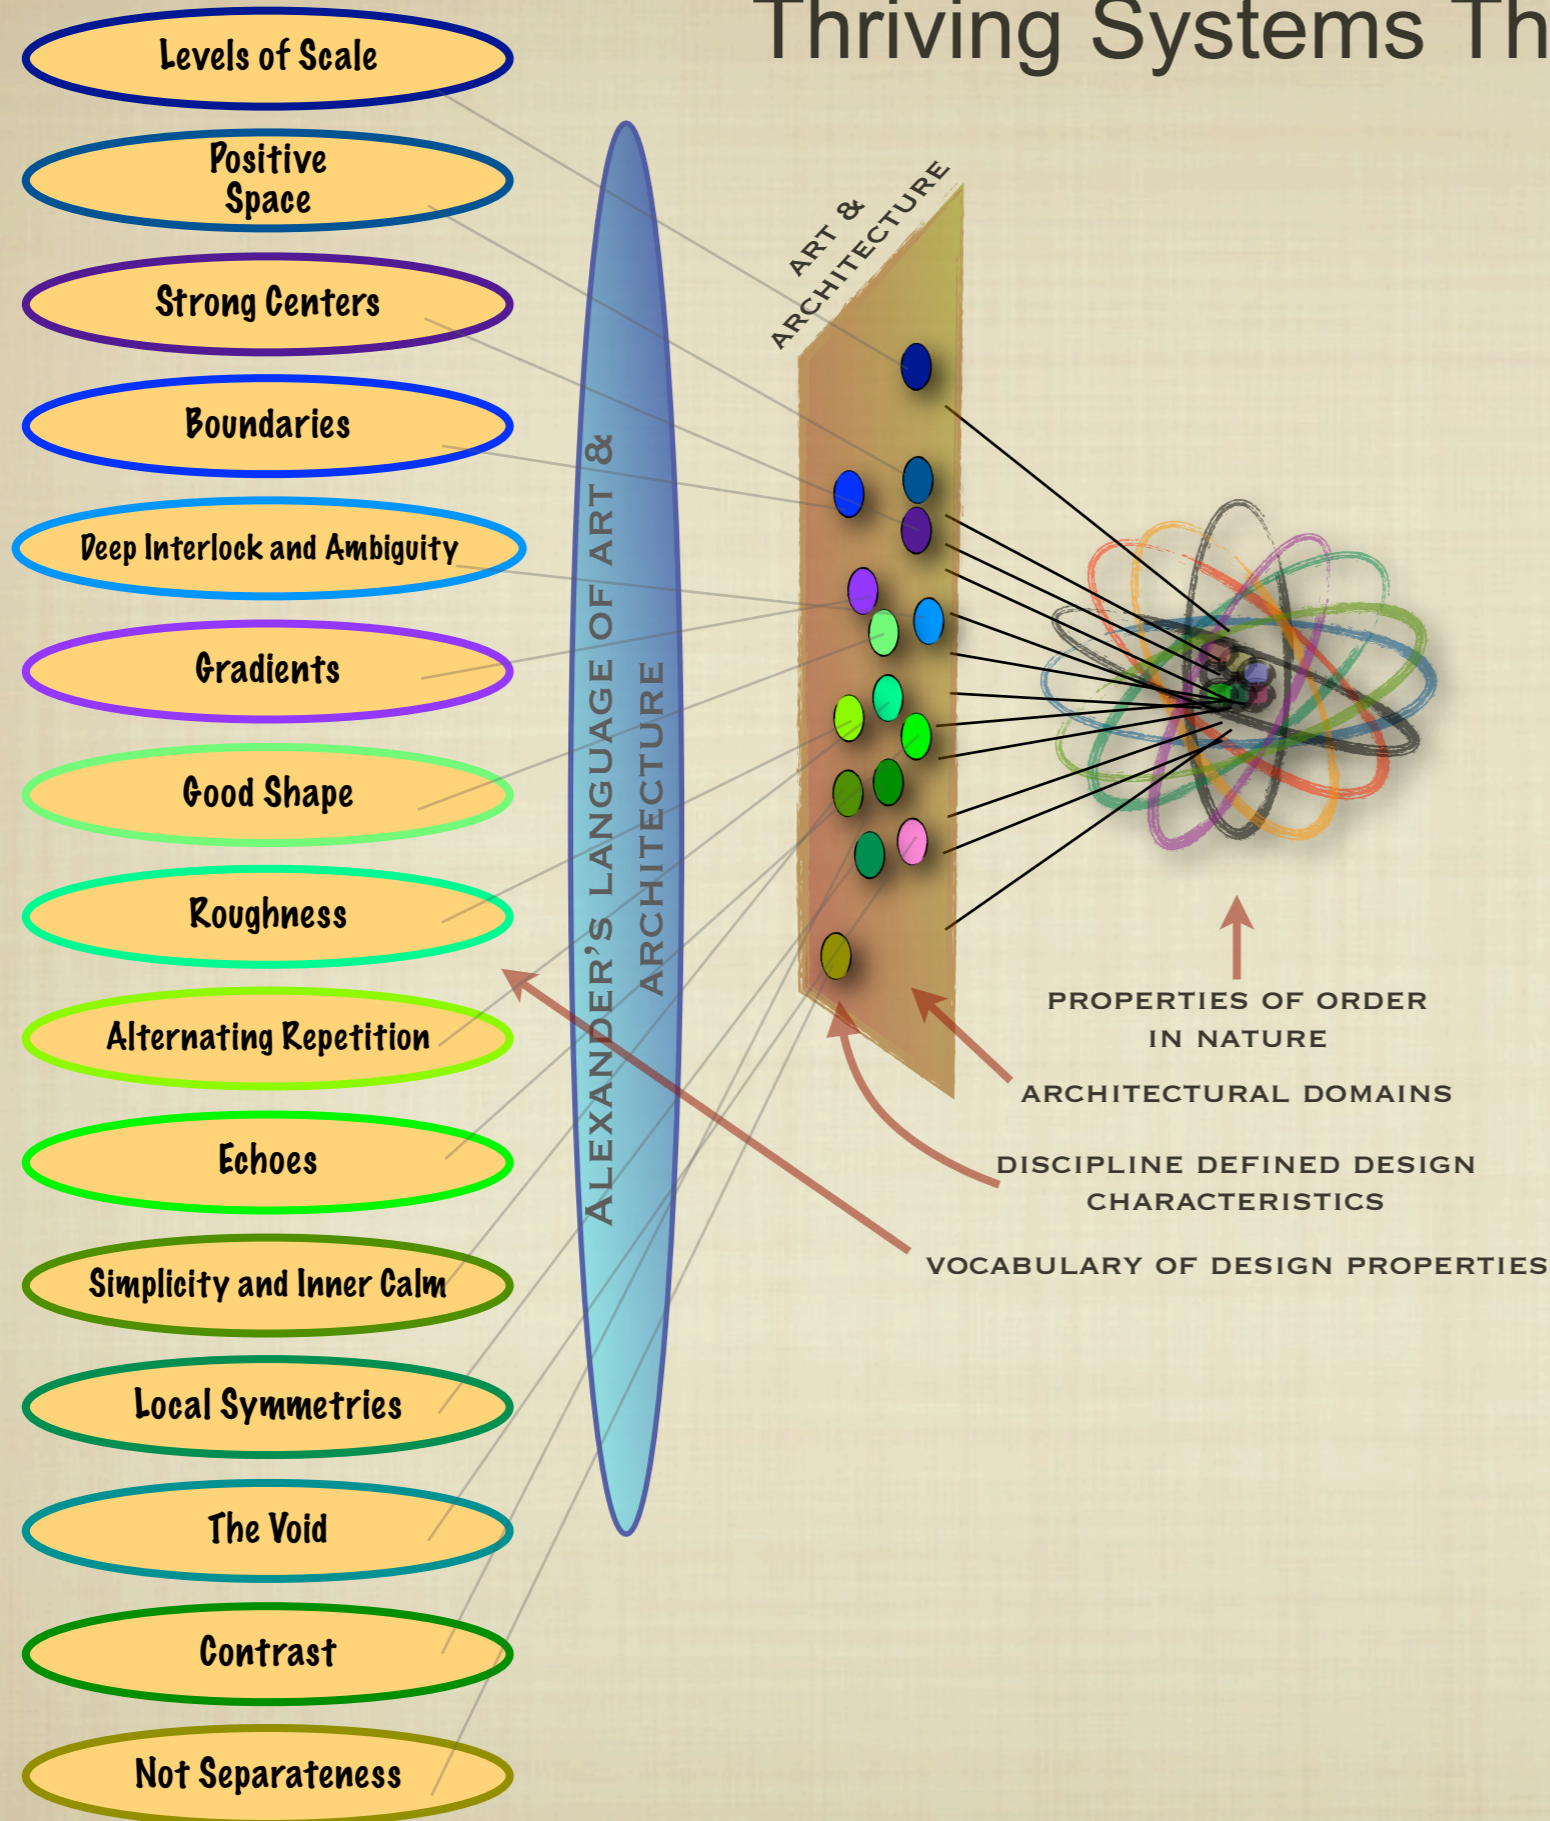 Thriving Systems Th
Levels of Scale
Positive
Space
Strong Centers
Boundaries
Deep Interlock and Ambiguity
Gradients
Good Shape
Roughness
Alternating Repetition
Echoes
Simplicity and Inner Calm
Local Symmetries
The Void
Contrast
Not Separateness
ALEXANDER'S LANGUAGE OF ART &
ARCHITECTURE
ART &
ARCHITECTURE
PROPERTIES OF ORDER
IN NATURE
ARCHITECTURAL DOMAINS
DISCIPLINE DEFINED DESIGN
CHARACTERISTICS
VOCABULARY OF DESIGN PROPERTIES